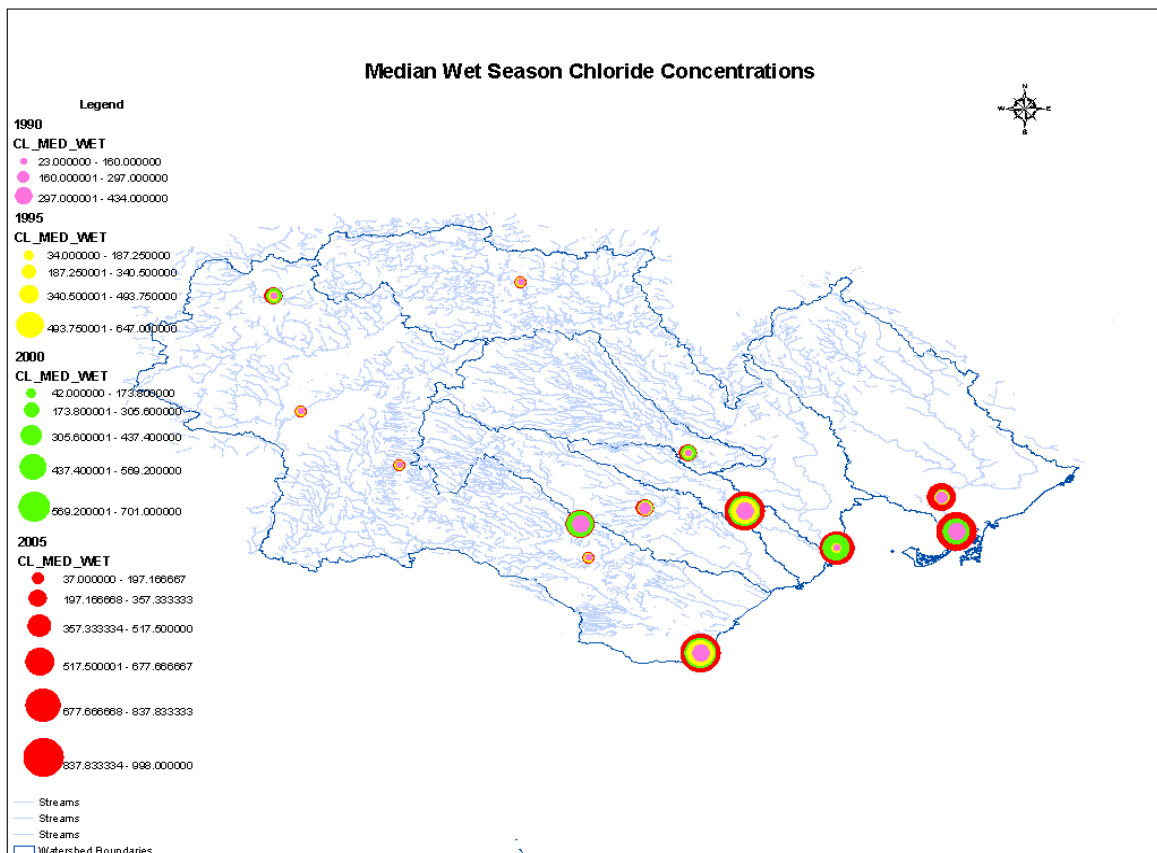 Median Wet Season Chloride Concentrations
N
W E
S
Legend
1990
CL_MED_WET
23.000000 - 160.000000
160.000001 - 297.000000
297.000001 - 434.000000
1995
CL_MED_WET
34.000000 - 187.250000
187.250001 - 340.500000
340.500001 - 493.750000
493.750001 - 647.000000
2000
CL_MED_WET
42.000000 - 173.800000
173.800001 - 305.600000
305.600001 - 437.400000
437.400001 - 569.200000
569.200001 - 701.000000
2005
CL_MED_WET
37.000000 - 197.166667
197.166668 - 357.333333
357.333334 - 517.500000
517.500001 - 677.666667
677.666668 - 837.833333
837.833334 - 998.000000
Streams
Streams
Streams
Watershed Boundaries